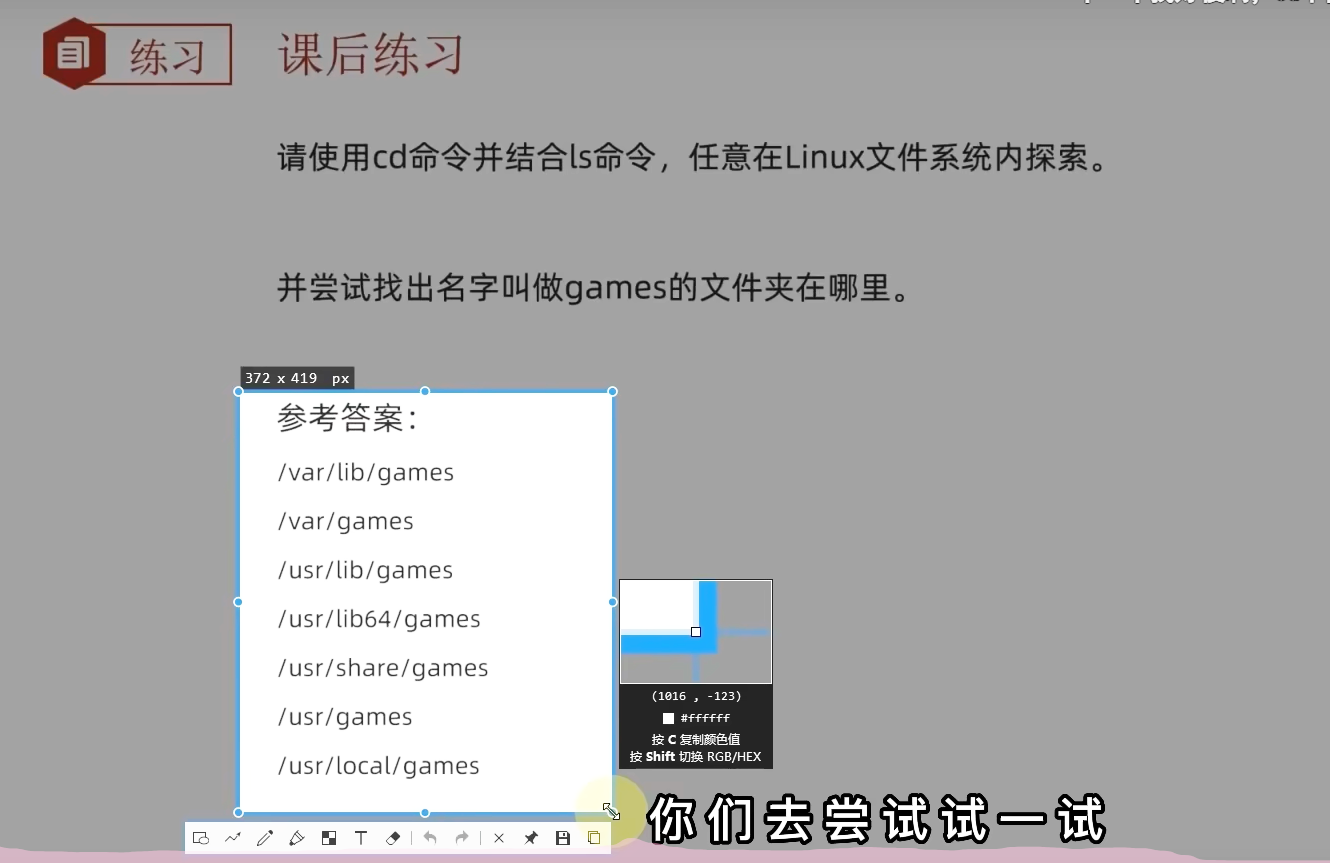 练习
课后练习
请使用cd命令并结合ls命令，任意在Linux文件系统内探索。
并尝试找出名字叫做games的文件夹在哪里。
372 x 419 px
参考答案：
/var/lib/games
/var/games
/usr/lib/games
/usr/lib64/games
/usr/share/games
/usr/games
/usr/local/games
(1016 , -123)
#ffffff
按 C 复制颜色值
按 Shift 切换 RGB/HEX
你们去尝试试一试
T